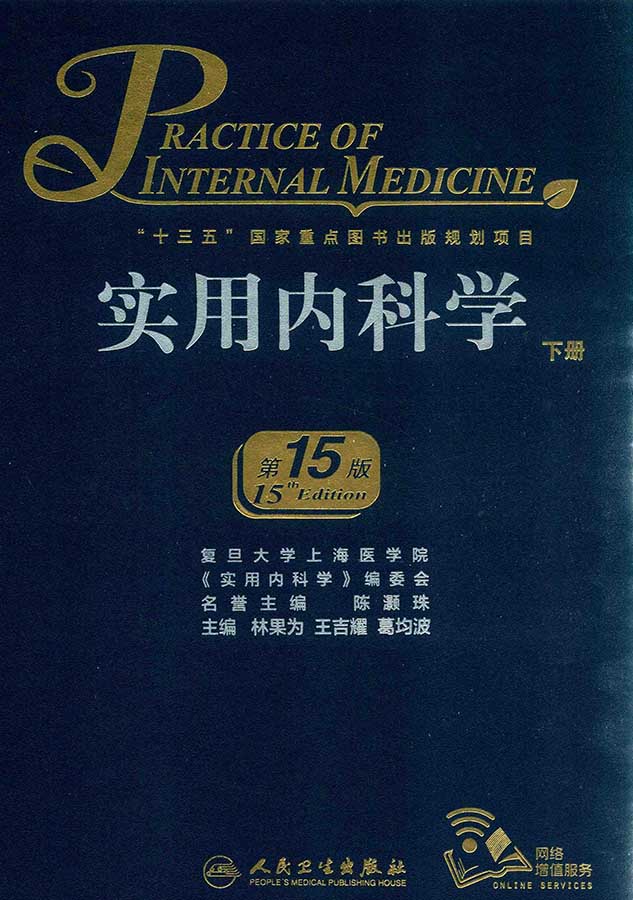 PRACTICE OF
INTERNAL MEDICINE
“十三五”国家重点图书出版规划项目
实用内科学
下册
第15版
15th Edition
复旦大学上海医学院
《实用内科学》编委会
名誉主编 陈灏珠
主编 林果为 王吉耀 葛均波
人民卫生出版社
PEOPLE'S MEDICAL PUBLISHING HOUSE
网络
增值服务
ONLINE SERVICES